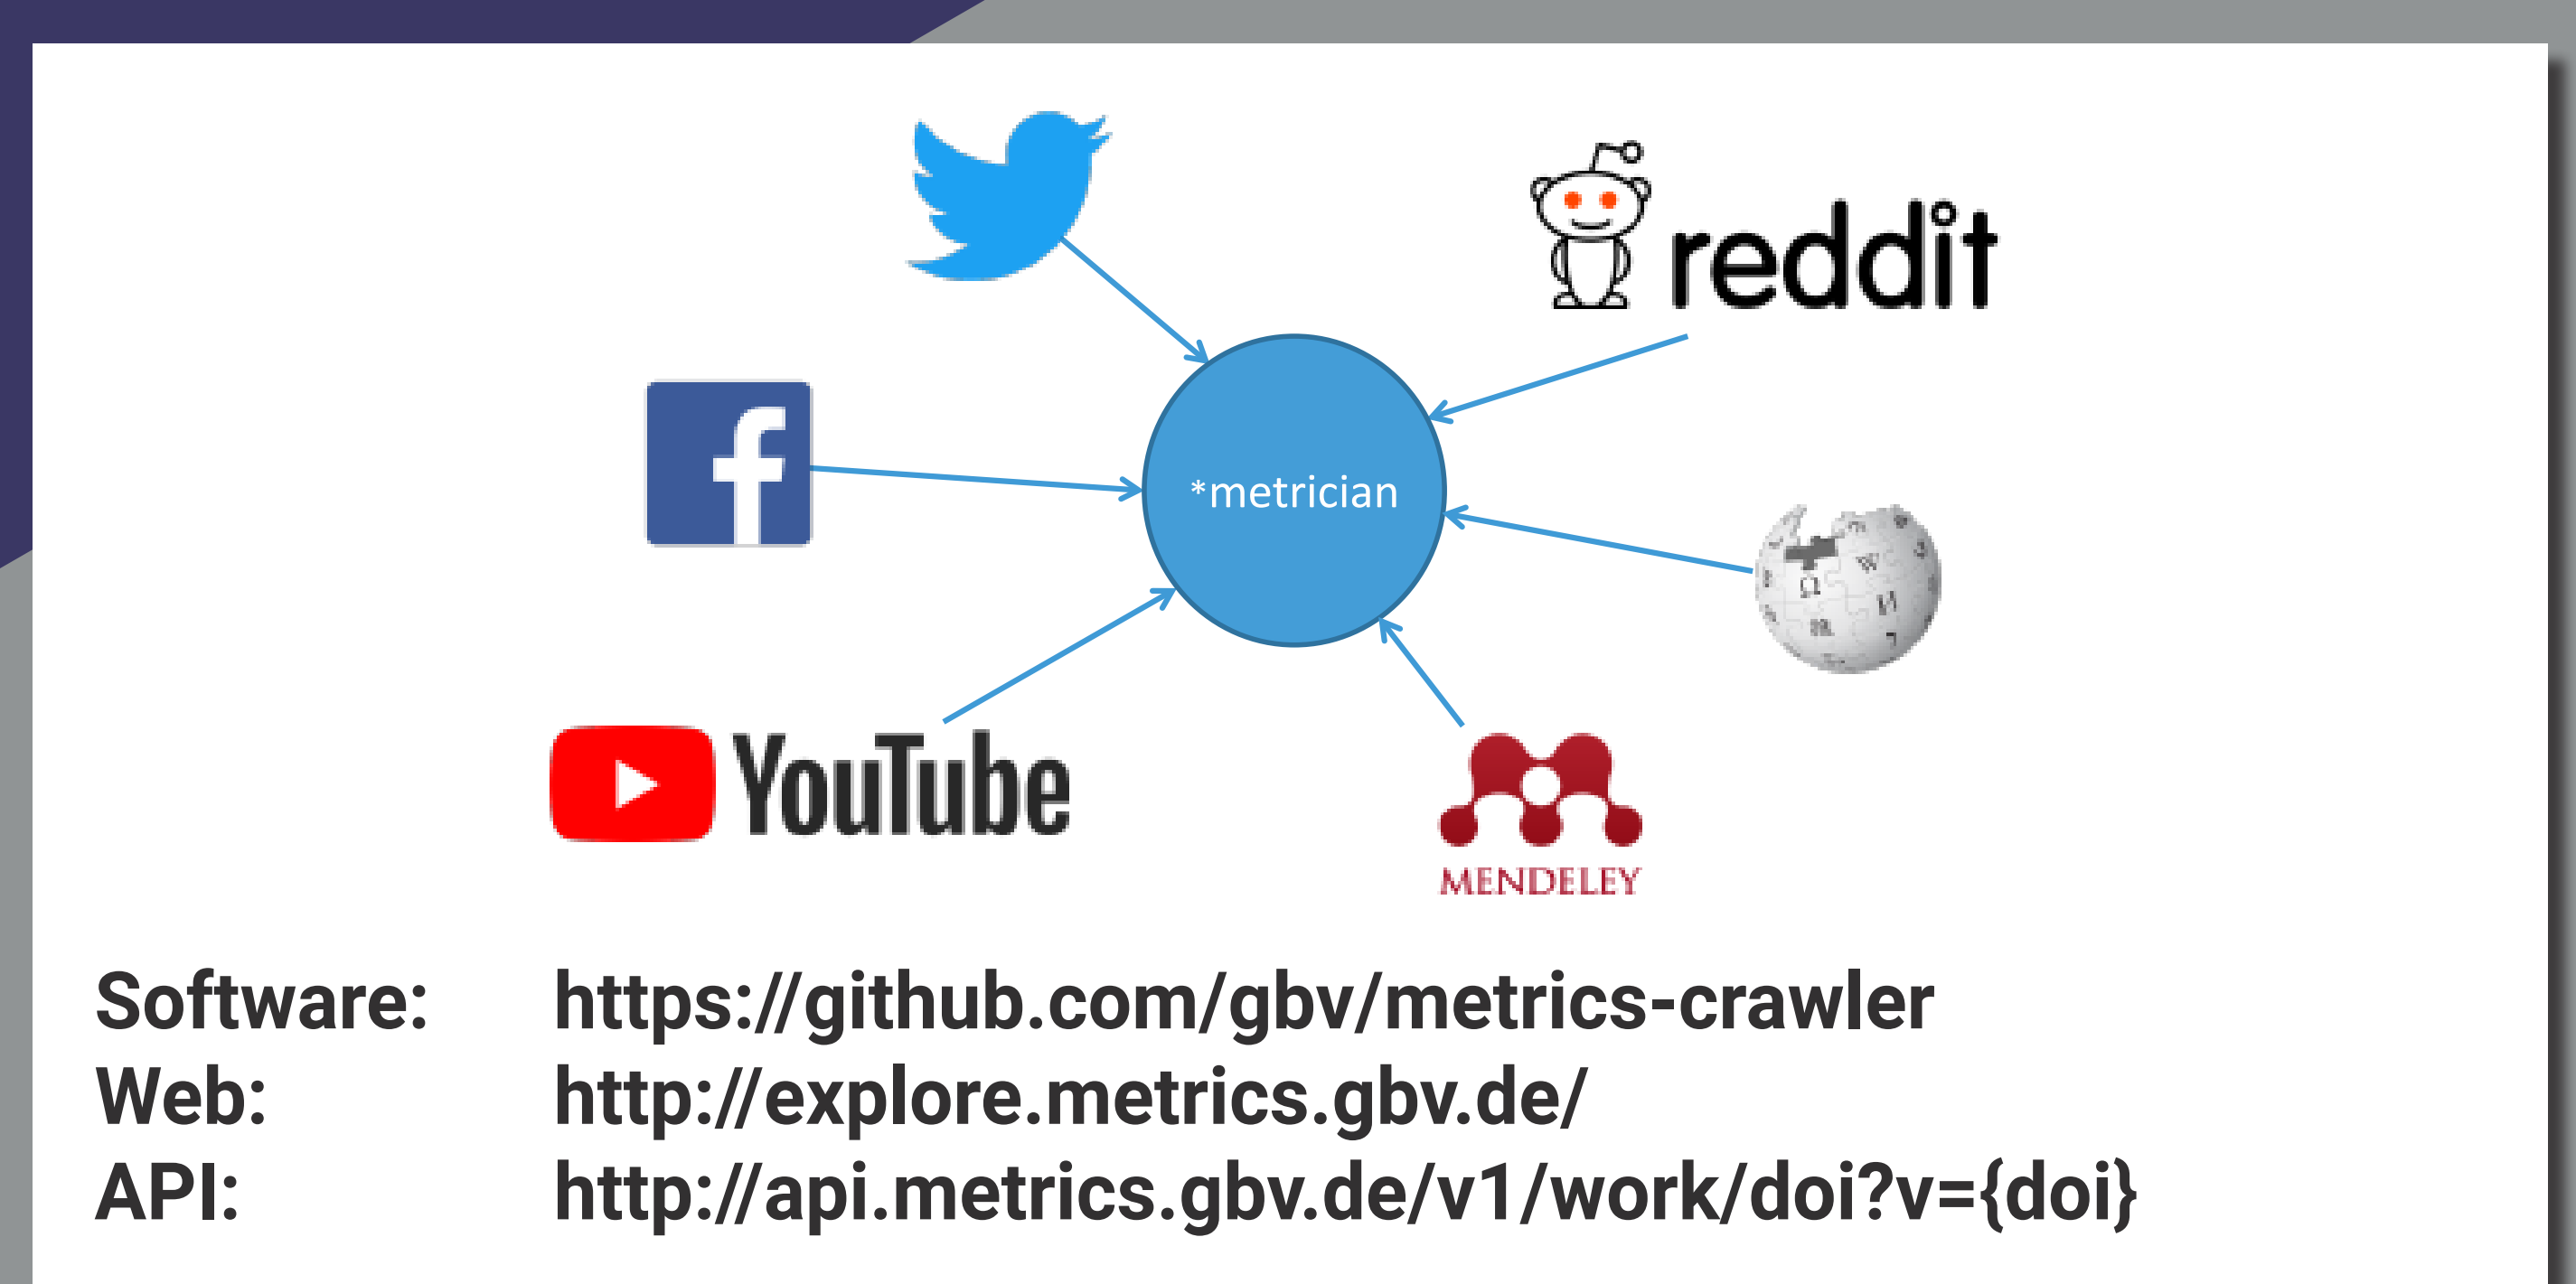 reddit
*metrician
YouTube
MENDELEY
Software: https://github.com/gbv/metrics-crawler
Web: http://explore.metrics.gbv.de/
API: http://api.metrics.gbv.de/v1/work/doi?v={doi}